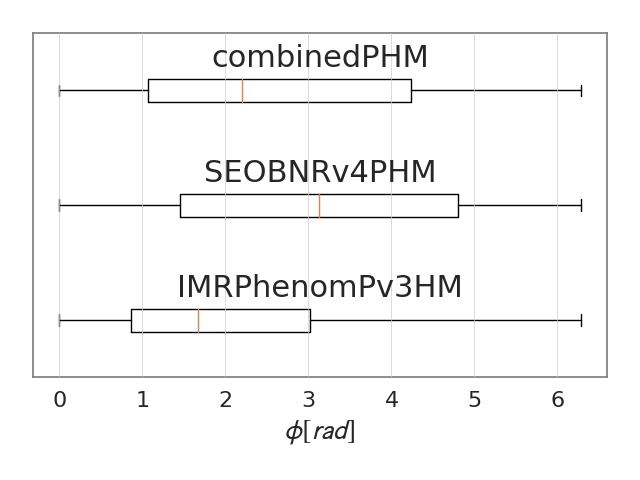 combinedPHM
SEOBNRv4PHM
IMRPhenomPv3HM
0 1 2 3 4 5 6
ϕ[rad]